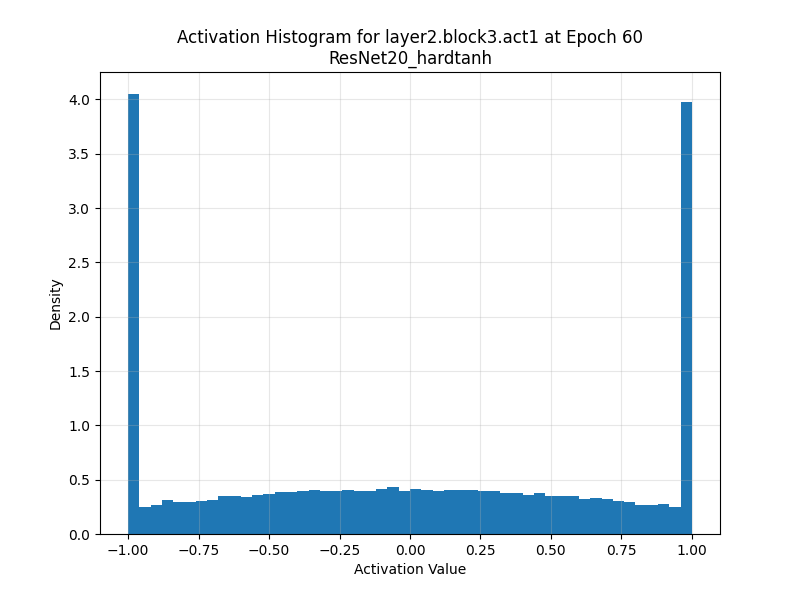 Activation Histogram for layer2.block3.act1 at Epoch 60
ResNet20_hardtanh
4.0
3.5
3.0
2.5
2.0
1.5
1.0
0.5
0.0
Density
−1.00 −0.75 −0.50 −0.25 0.00 0.25 0.50 0.75 1.00
Activation Value